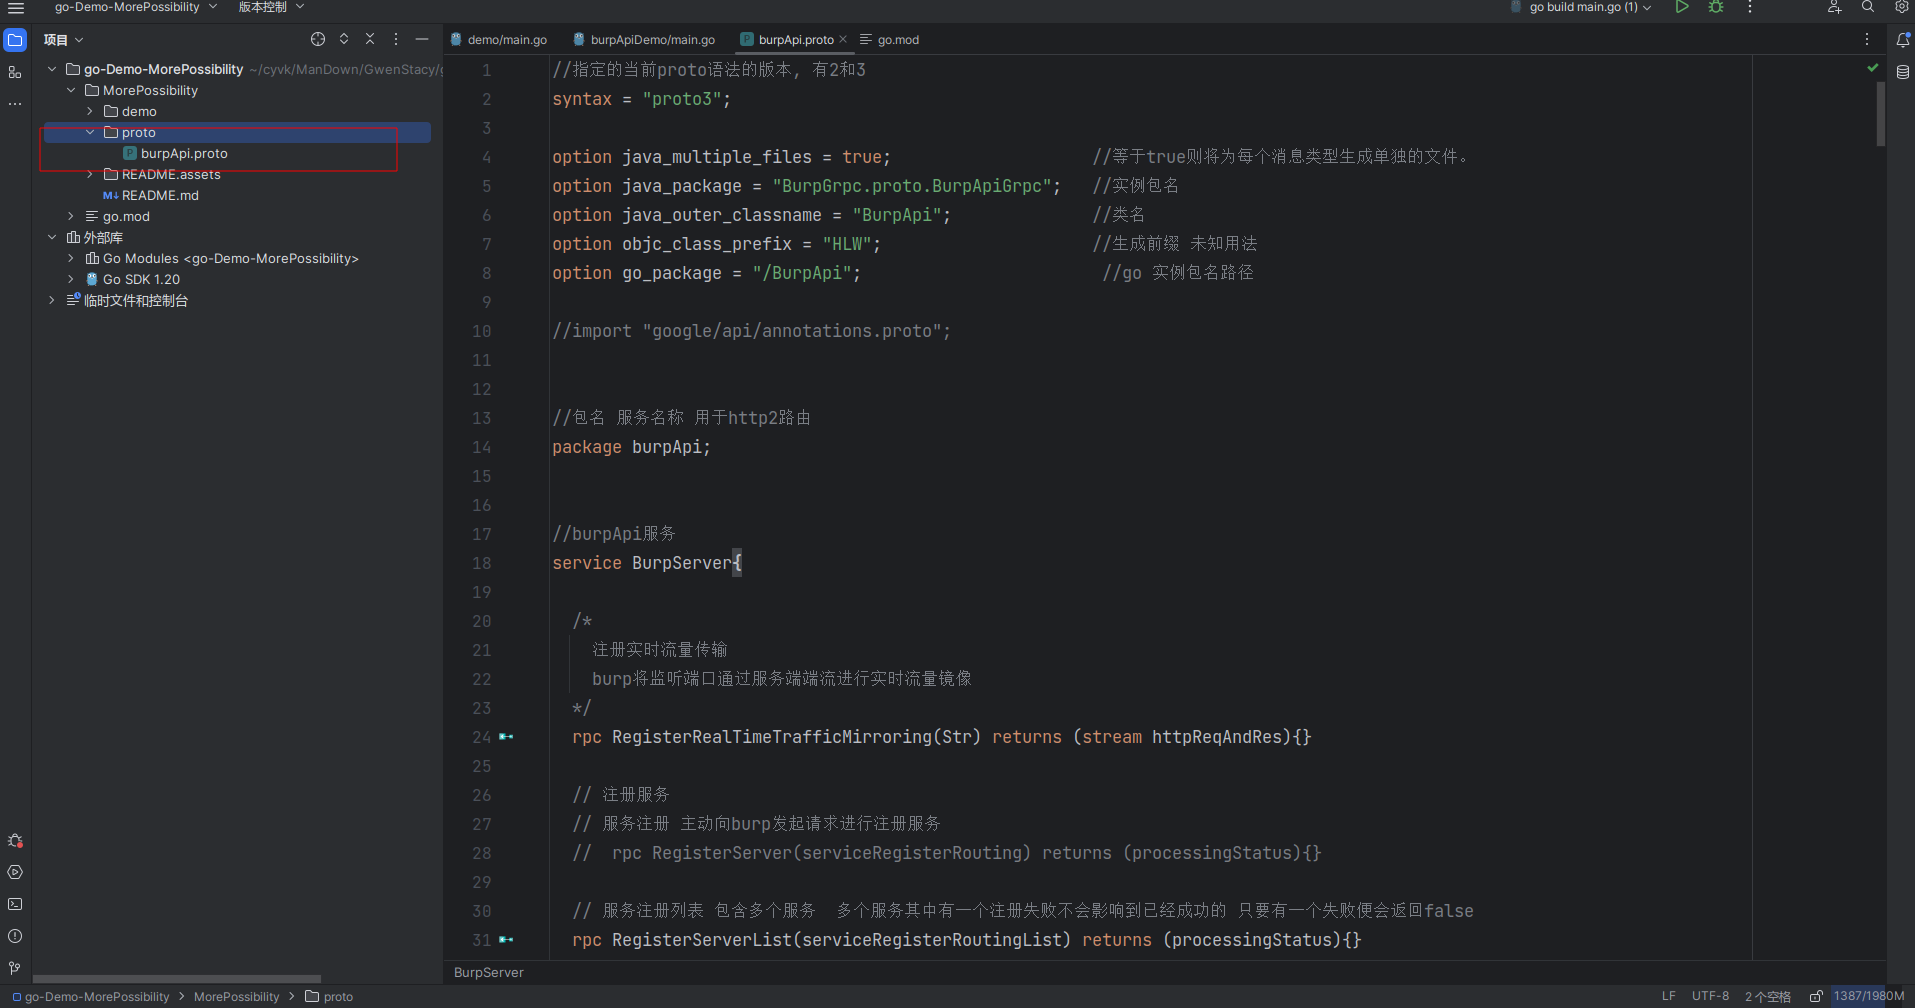 go-Demo-MorePossibility 版本控制 go build main.go (1)
项目
demo/main.go burpApiDemo/main.go burpApi.proto go.mod
go-Demo-MorePossibility ~/cyvk/ManDown/GwenStacy/g
MorePossibility
demo
proto
burpApi.proto
README.assets
README.md
go.mod
外部库
Go Modules <go-Demo-MorePossibility>
Go SDK 1.20
临时文件和控制台
1 //指定的当前proto语法的版本, 有2和3
2 syntax = "proto3";
3
4 option java_multiple_files = true; //等于true则将为每个消息类型生成单独的文件。
5 option java_package = "BurpGrpc.proto.BurpApiGrpc"; //实例包名
6 option java_outer_classname = "BurpApi"; //类名
7 option objc_class_prefix = "HLW"; //生成前缀 未知用法
8 option go_package = "/BurpApi"; //go 实例包名路径
9
10 //import "google/api/annotations.proto";
11
12
13 //包名 服务名称 用于http2路由
14 package burpApi;
15
16
17 //burpApi服务
18 service BurpServer{
19
20 /*
21 注册实时流量传输
22 burp将监听端口通过服务端端流进行实时流量镜像
23 */
24 rpc RegisterRealTimeTrafficMirroring(Str) returns (stream httpReqAndRes){}
25
26 // 注册服务
27 // 服务注册 主动向burp发起请求进行注册服务
28 // rpc RegisterServer(serviceRegisterRouting) returns (processingStatus){}
29
30 // 服务注册列表 包含多个服务 多个服务其中有一个注册失败不会影响到已经成功的 只要有一个失败便会返回false
31 rpc RegisterServerList(serviceRegisterRoutingList) returns (processingStatus){}
BurpServer
go-Demo-MorePossibility > MorePossibility > proto LF UTF-8 2 个空格 1387/1980M